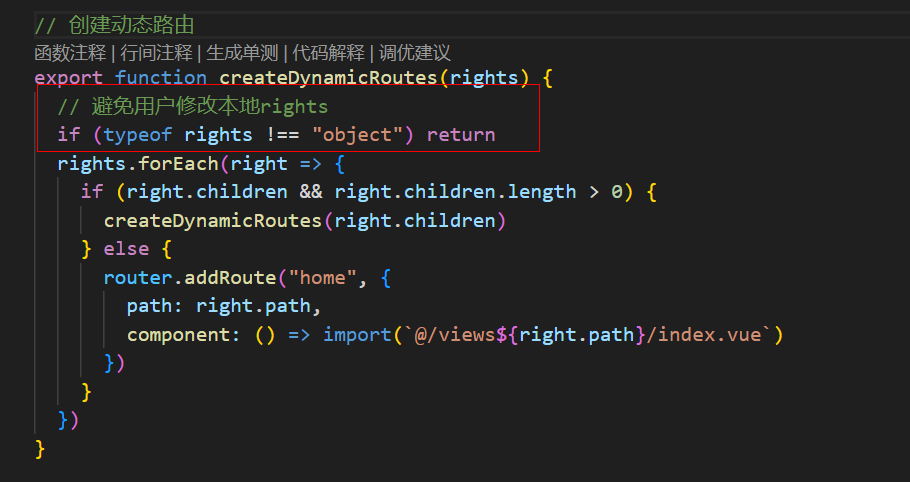 // 创建动态路由
函数注释 | 行间注释 | 生成单测 | 代码解释 | 调优建议
export function createDynamicRoutes(rights) {
  // 避免用户修改本地rights
  if (typeof rights !== "object") return
  rights.forEach(right => {
    if (right.children && right.children.length > 0) {
      createDynamicRoutes(right.children)
    } else {
      router.addRoute("home", {
        path: right.path,
        component: () => import(`@/views${right.path}/index.vue`)
      })
    }
  })
}